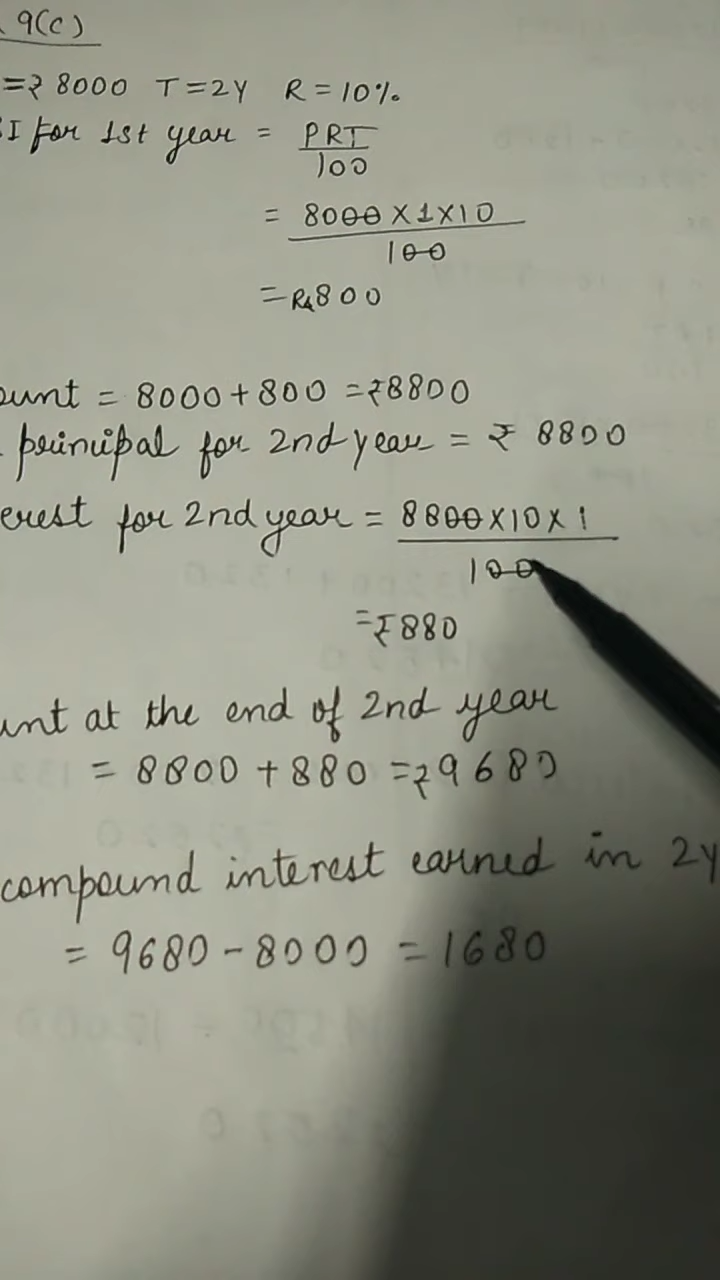 9(c)
=₹8000 T=2Y R=10%.
I for 1st year = PRT
100
= 8000×1×10
100
=Rs800
ount = 8000+800 =₹8800
principal for 2nd year = ₹ 8800
erest for 2nd year = 8800×10×1
100
=₹880
unt at the end of 2nd year
= 8800 + 880 =₹9680
compound interest earned in 2Y
= 9680-8000 = 1680